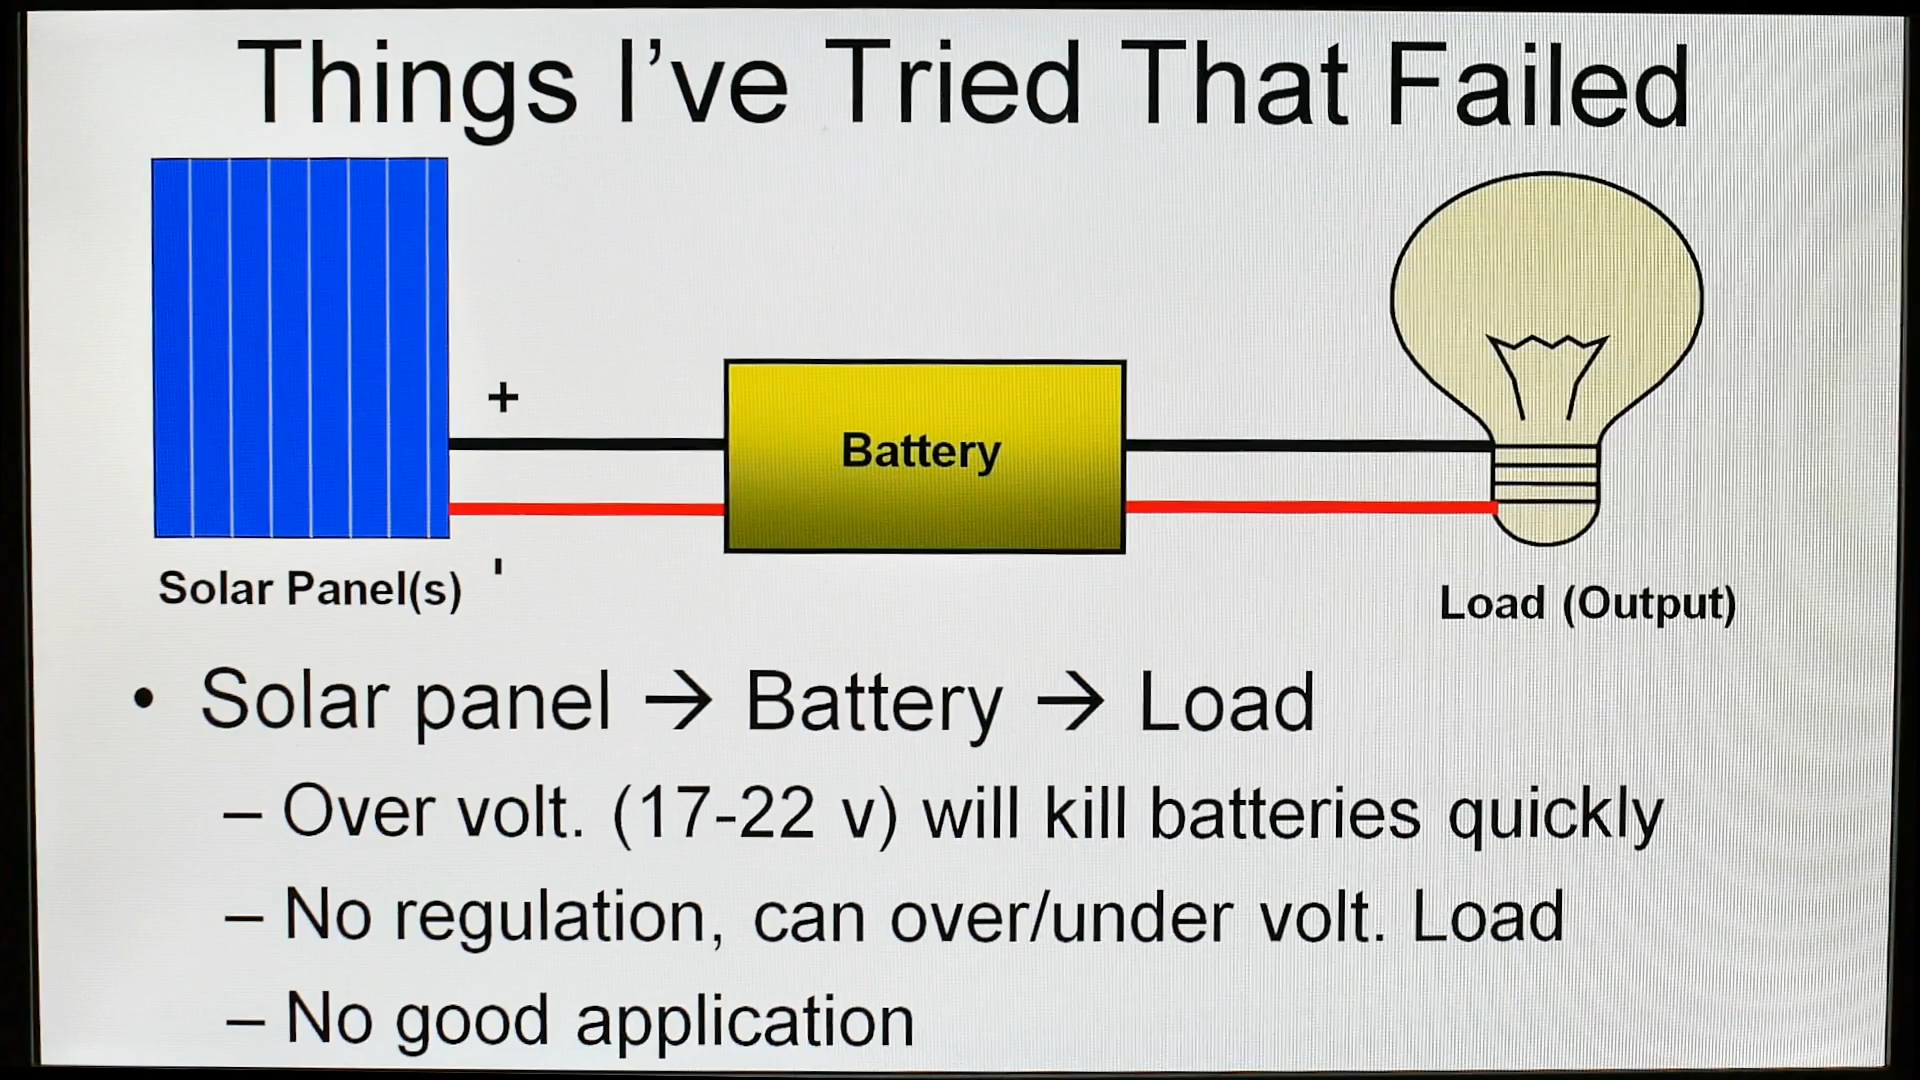 Things I've Tried That Failed
+
Battery
'
Solar Panel(s)
Load (Output)
• Solar panel → Battery → Load
– Over volt. (17-22 v) will kill batteries quickly
– No regulation, can over/under volt. Load
– No good application